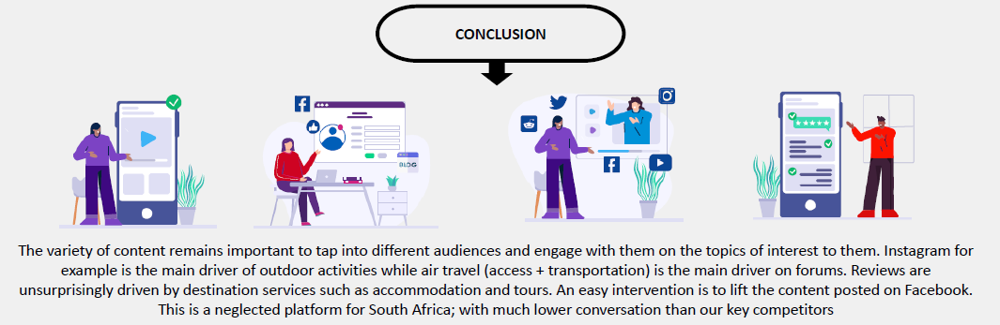 CONCLUSION
BLOG
The variety of content remains important to tap into different audiences and engage with them on the topics of interest to them. Instagram for
example is the main driver of outdoor activities while air travel (access + transportation) is the main driver on forums. Reviews are
unsurprisingly driven by destination services such as accommodation and tours. An easy intervention is to lift the content posted on Facebook.
This is a neglected platform for South Africa; with much lower conversation than our key competitors